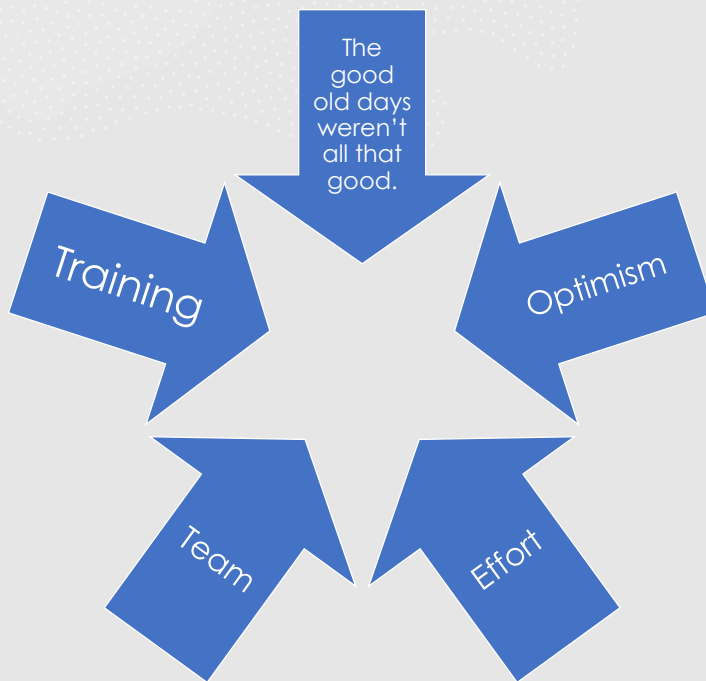 The
good
old days
weren’t
all that
good.
Optimism
Effort
Team
Training